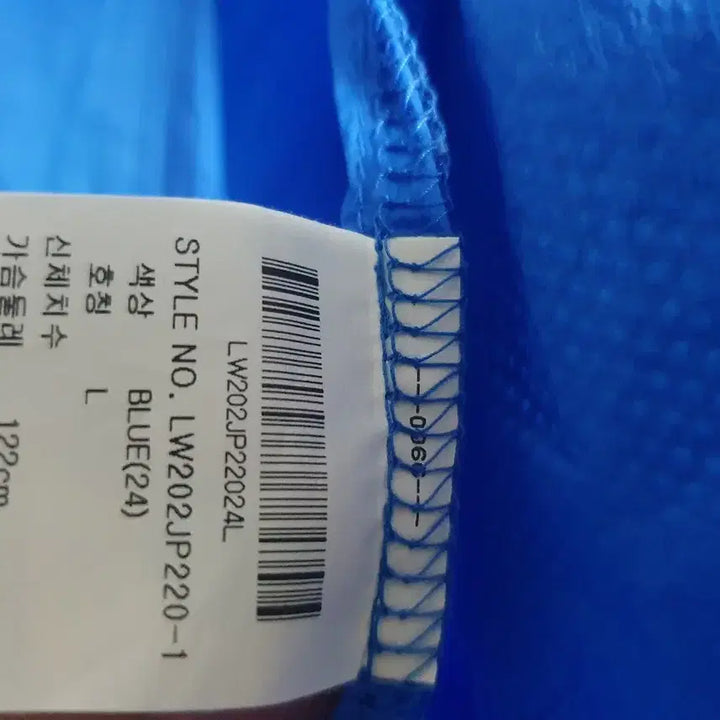 LW202JP22024L
STYLE NO. LW202JP220-1
색상 BLUE(24)
호칭 L
신체치수
가슴둘레 122cm